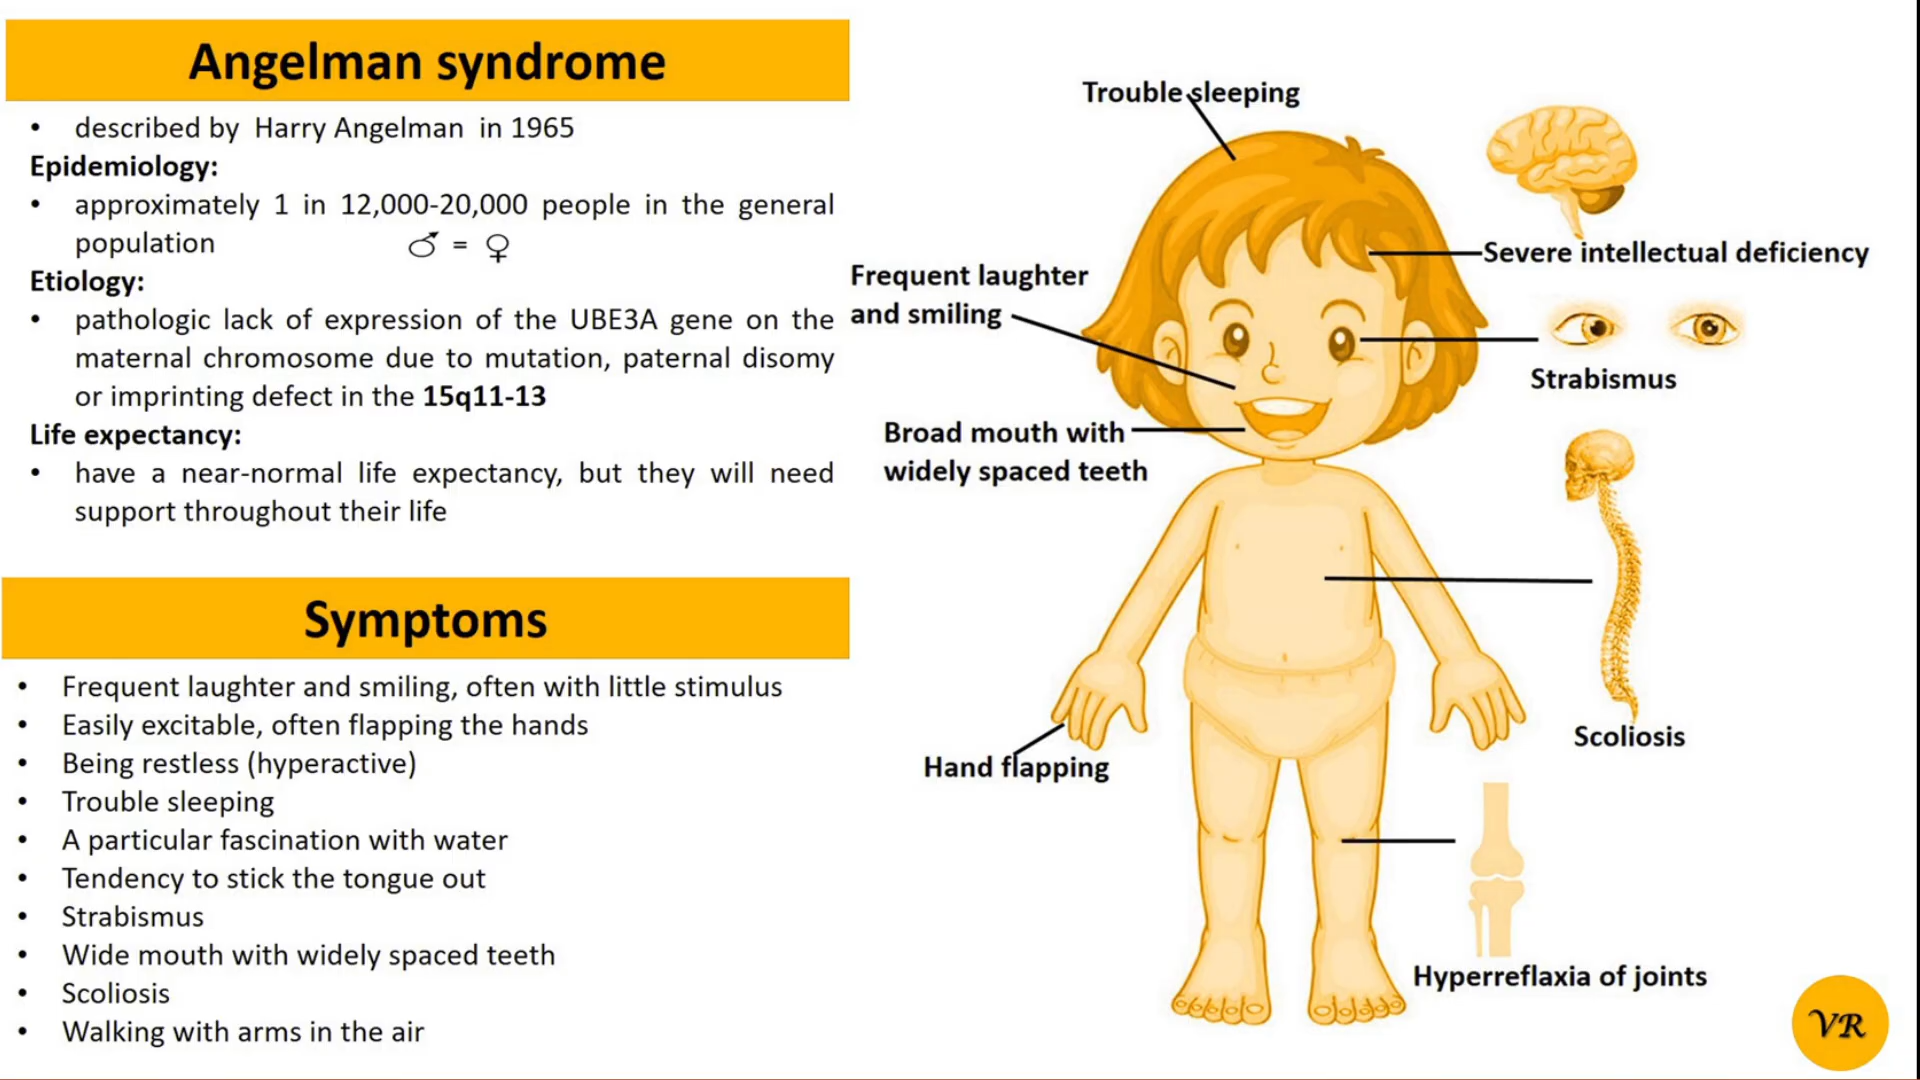 Angelman syndrome
• described by Harry Angelman in 1965
Epidemiology:
• approximately 1 in 12,000-20,000 people in the general
population ♂ = ♀
Etiology:
• pathologic lack of expression of the UBE3A gene on the
maternal chromosome due to mutation, paternal disomy
or imprinting defect in the 15q11-13
Life expectancy:
• have a near-normal life expectancy, but they will need
support throughout their life
Symptoms
• Frequent laughter and smiling, often with little stimulus
• Easily excitable, often flapping the hands
• Being restless (hyperactive)
• Trouble sleeping
• A particular fascination with water
• Tendency to stick the tongue out
• Strabismus
• Wide mouth with widely spaced teeth
• Scoliosis
• Walking with arms in the air
Trouble sleeping
Severe intellectual deficiency
Frequent laughter
and smiling
Strabismus
Broad mouth with
widely spaced teeth
Scoliosis
Hand flapping
Hyperreflaxia of joints
VR